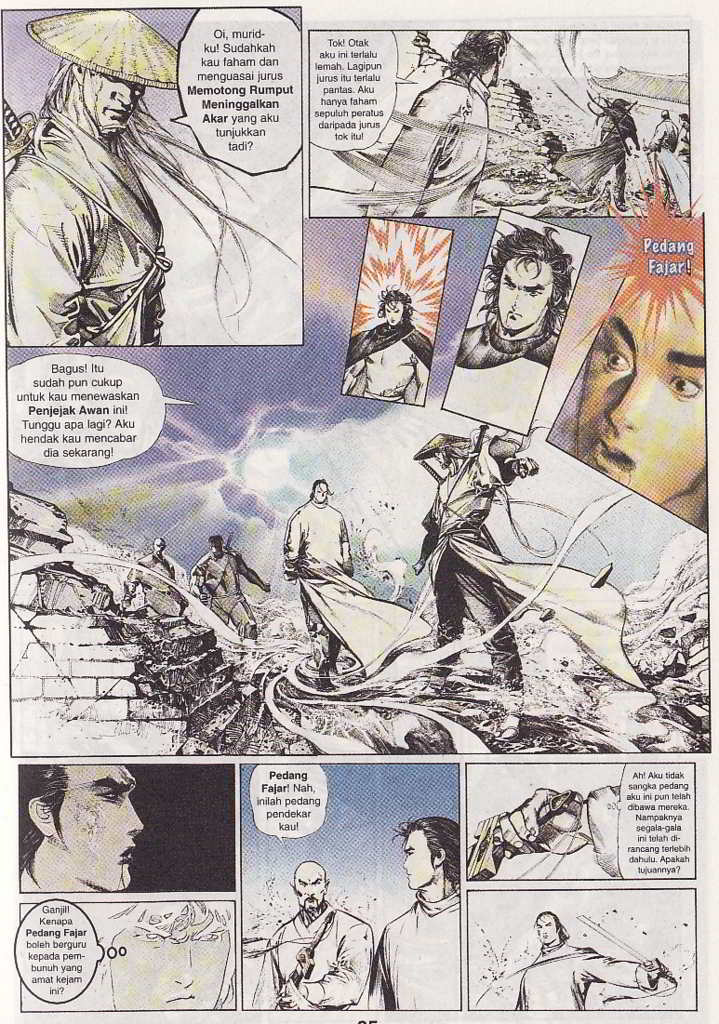 Oi, murid-
ku! Sudahkah
kau faham dan
menguasai jurus
Memotong Rumput
Meninggalkan
Akar yang aku
tunjukkan
tadi?
Tok! Otak
aku ini terlalu
lemah. Lagipun
jurus itu terlalu
pantas. Aku
hanya faham
sepuluh peratus
daripada jurus
tok itu!
Pedang
Fajar!
Bagus! Itu
sudah pun cukup
untuk kau menewaskan
Penjejak Awan ini!
Tunggu apa lagi? Aku
hendak kau mencabar
dia sekarang!
Ganjil!
Kenapa
Pedang Fajar
boleh berguru
kepada pem-
bunuh yang
amat kejam
ini?
Pedang
Fajar! Nah,
inilah pedang
pendekar
kau!
Ah! Aku tidak
sangka pedang
aku ini pun telah
dibawa mereka.
Nampaknya
segala-gala
ini telah di-
rancang terlebih
dahulu. Apakah
tujuannya?